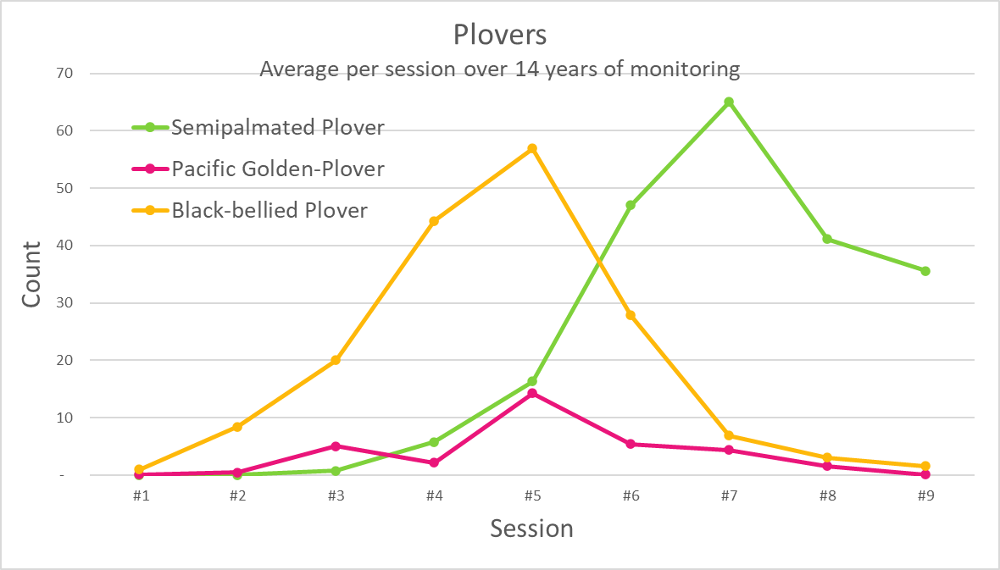 Plovers
Average per session over 14 years of monitoring
70
60
50
40
30
20
10
-
Semipalmated Plover
Pacific Golden-Plover
Black-bellied Plover
Count
#1 #2 #3 #4 #5 #6 #7 #8 #9
Session